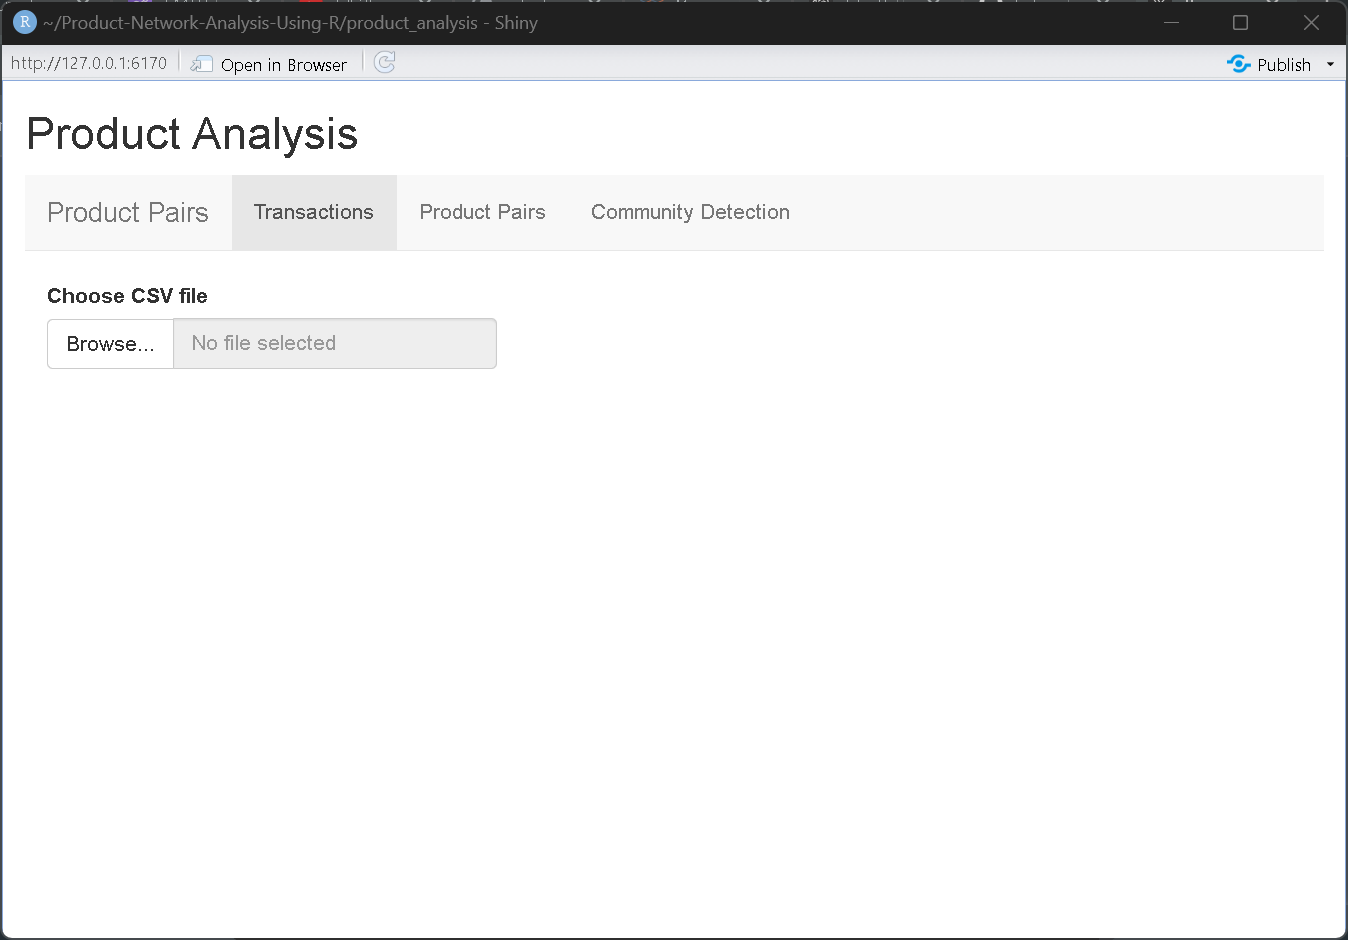 R ~/Product-Network-Analysis-Using-R/product_analysis - Shiny
http://127.0.0.1:6170 Open in Browser Publish
Product Analysis
Product Pairs Transactions Product Pairs Community Detection
Choose CSV file
Browse... No file selected